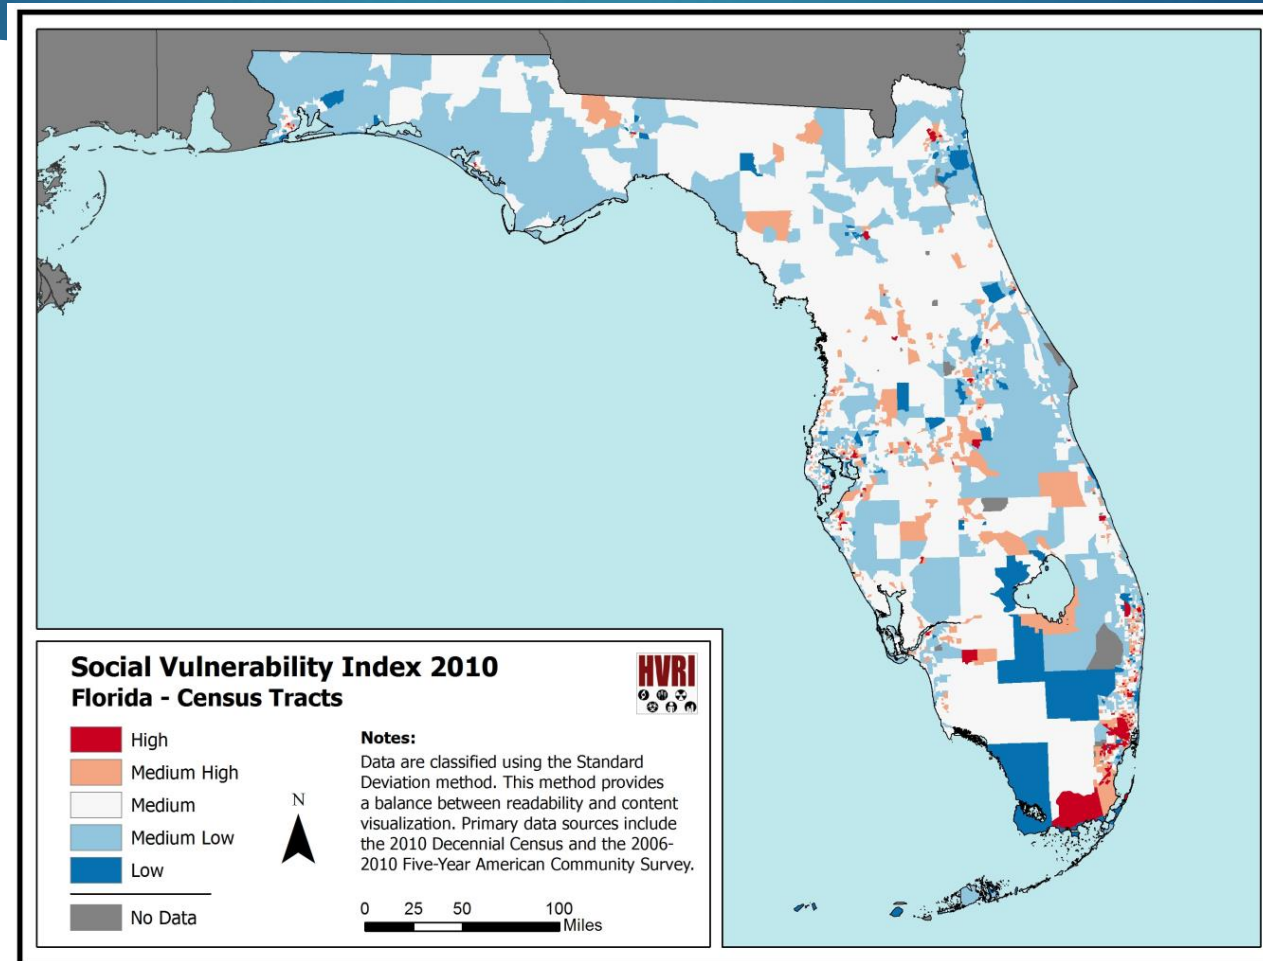 Social Vulnerability Index 2010
Florida - Census Tracts
HVRI
High
Medium High
Medium
Medium Low
Low
No Data
N
Notes:
Data are classified using the Standard
Deviation method. This method provides
a balance between readability and content
visualization. Primary data sources include
the 2010 Decennial Census and the 2006-
2010 Five-Year American Community Survey.
0 25 50 100
Miles